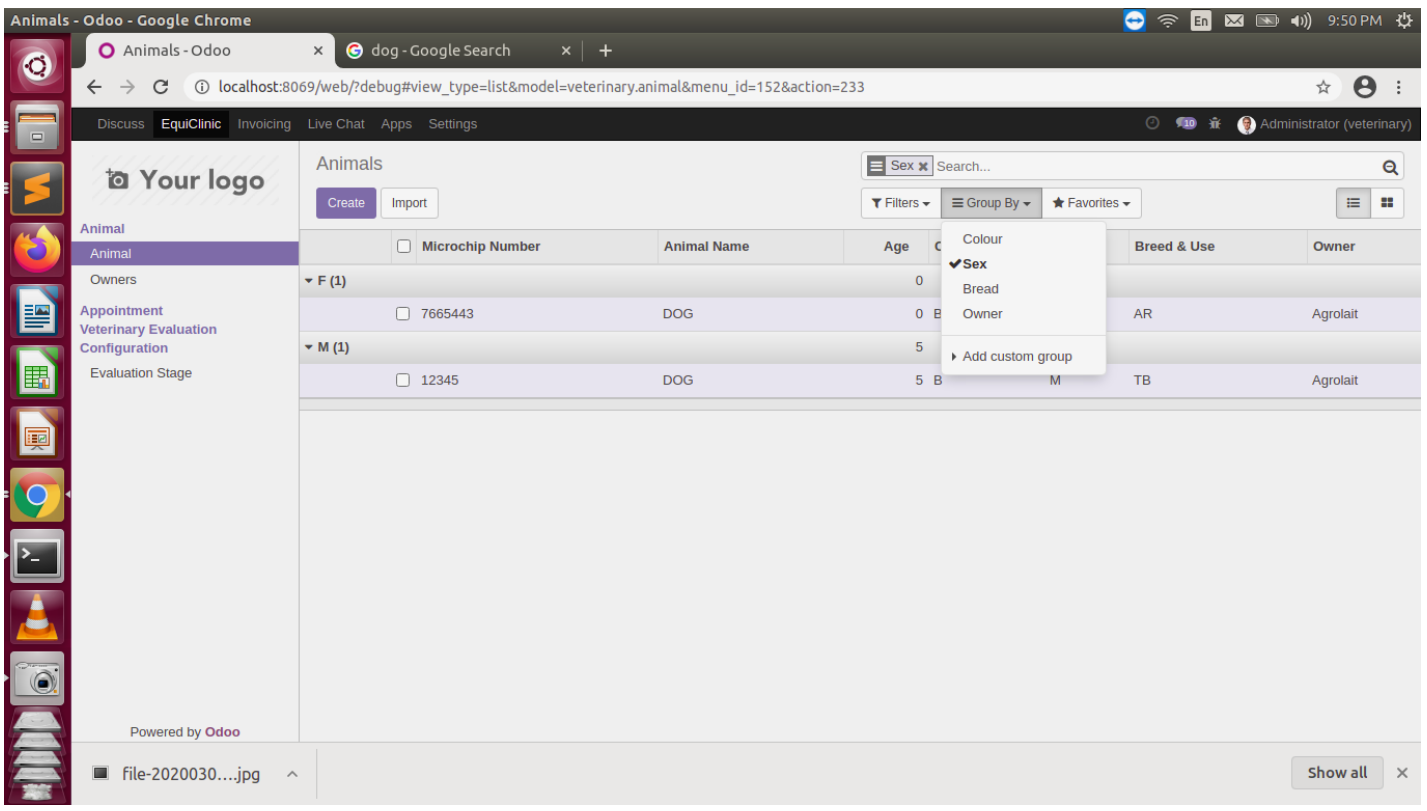 Animals - Odoo - Google Chrome
En
9:50 PM
Animals - Odoo
dog - Google Search
localhost:8069/web/?debug#view_type=list&model=veterinary.animal&menu_id=152&action=233
Discuss EquiClinic Invoicing Live Chat Apps Settings
10
Administrator (veterinary)
Your logo
Animals
Sex Search...
Create Import
Filters Group By Favorites
Animal
Animal
Owners
Appointment
Veterinary Evaluation
Configuration
Evaluation Stage
Powered by Odoo
Microchip Number Animal Name Age C Breed & Use Owner
F (1) 0
7665443 DOG 0 B AR Agrolait
M (1) 5
12345 DOG 5 B M TB Agrolait
Colour
Sex
Bread
Owner
Add custom group
file-2020030....jpg
Show all